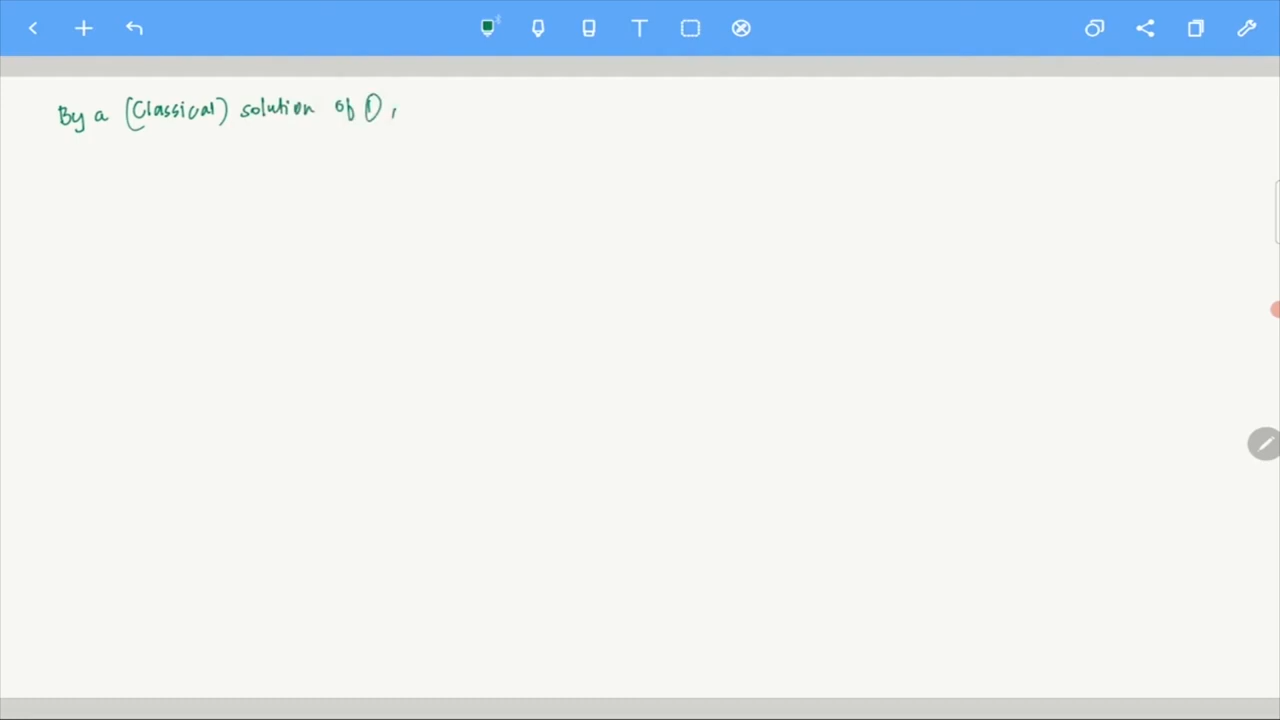 By a (Classical) solution of ①,